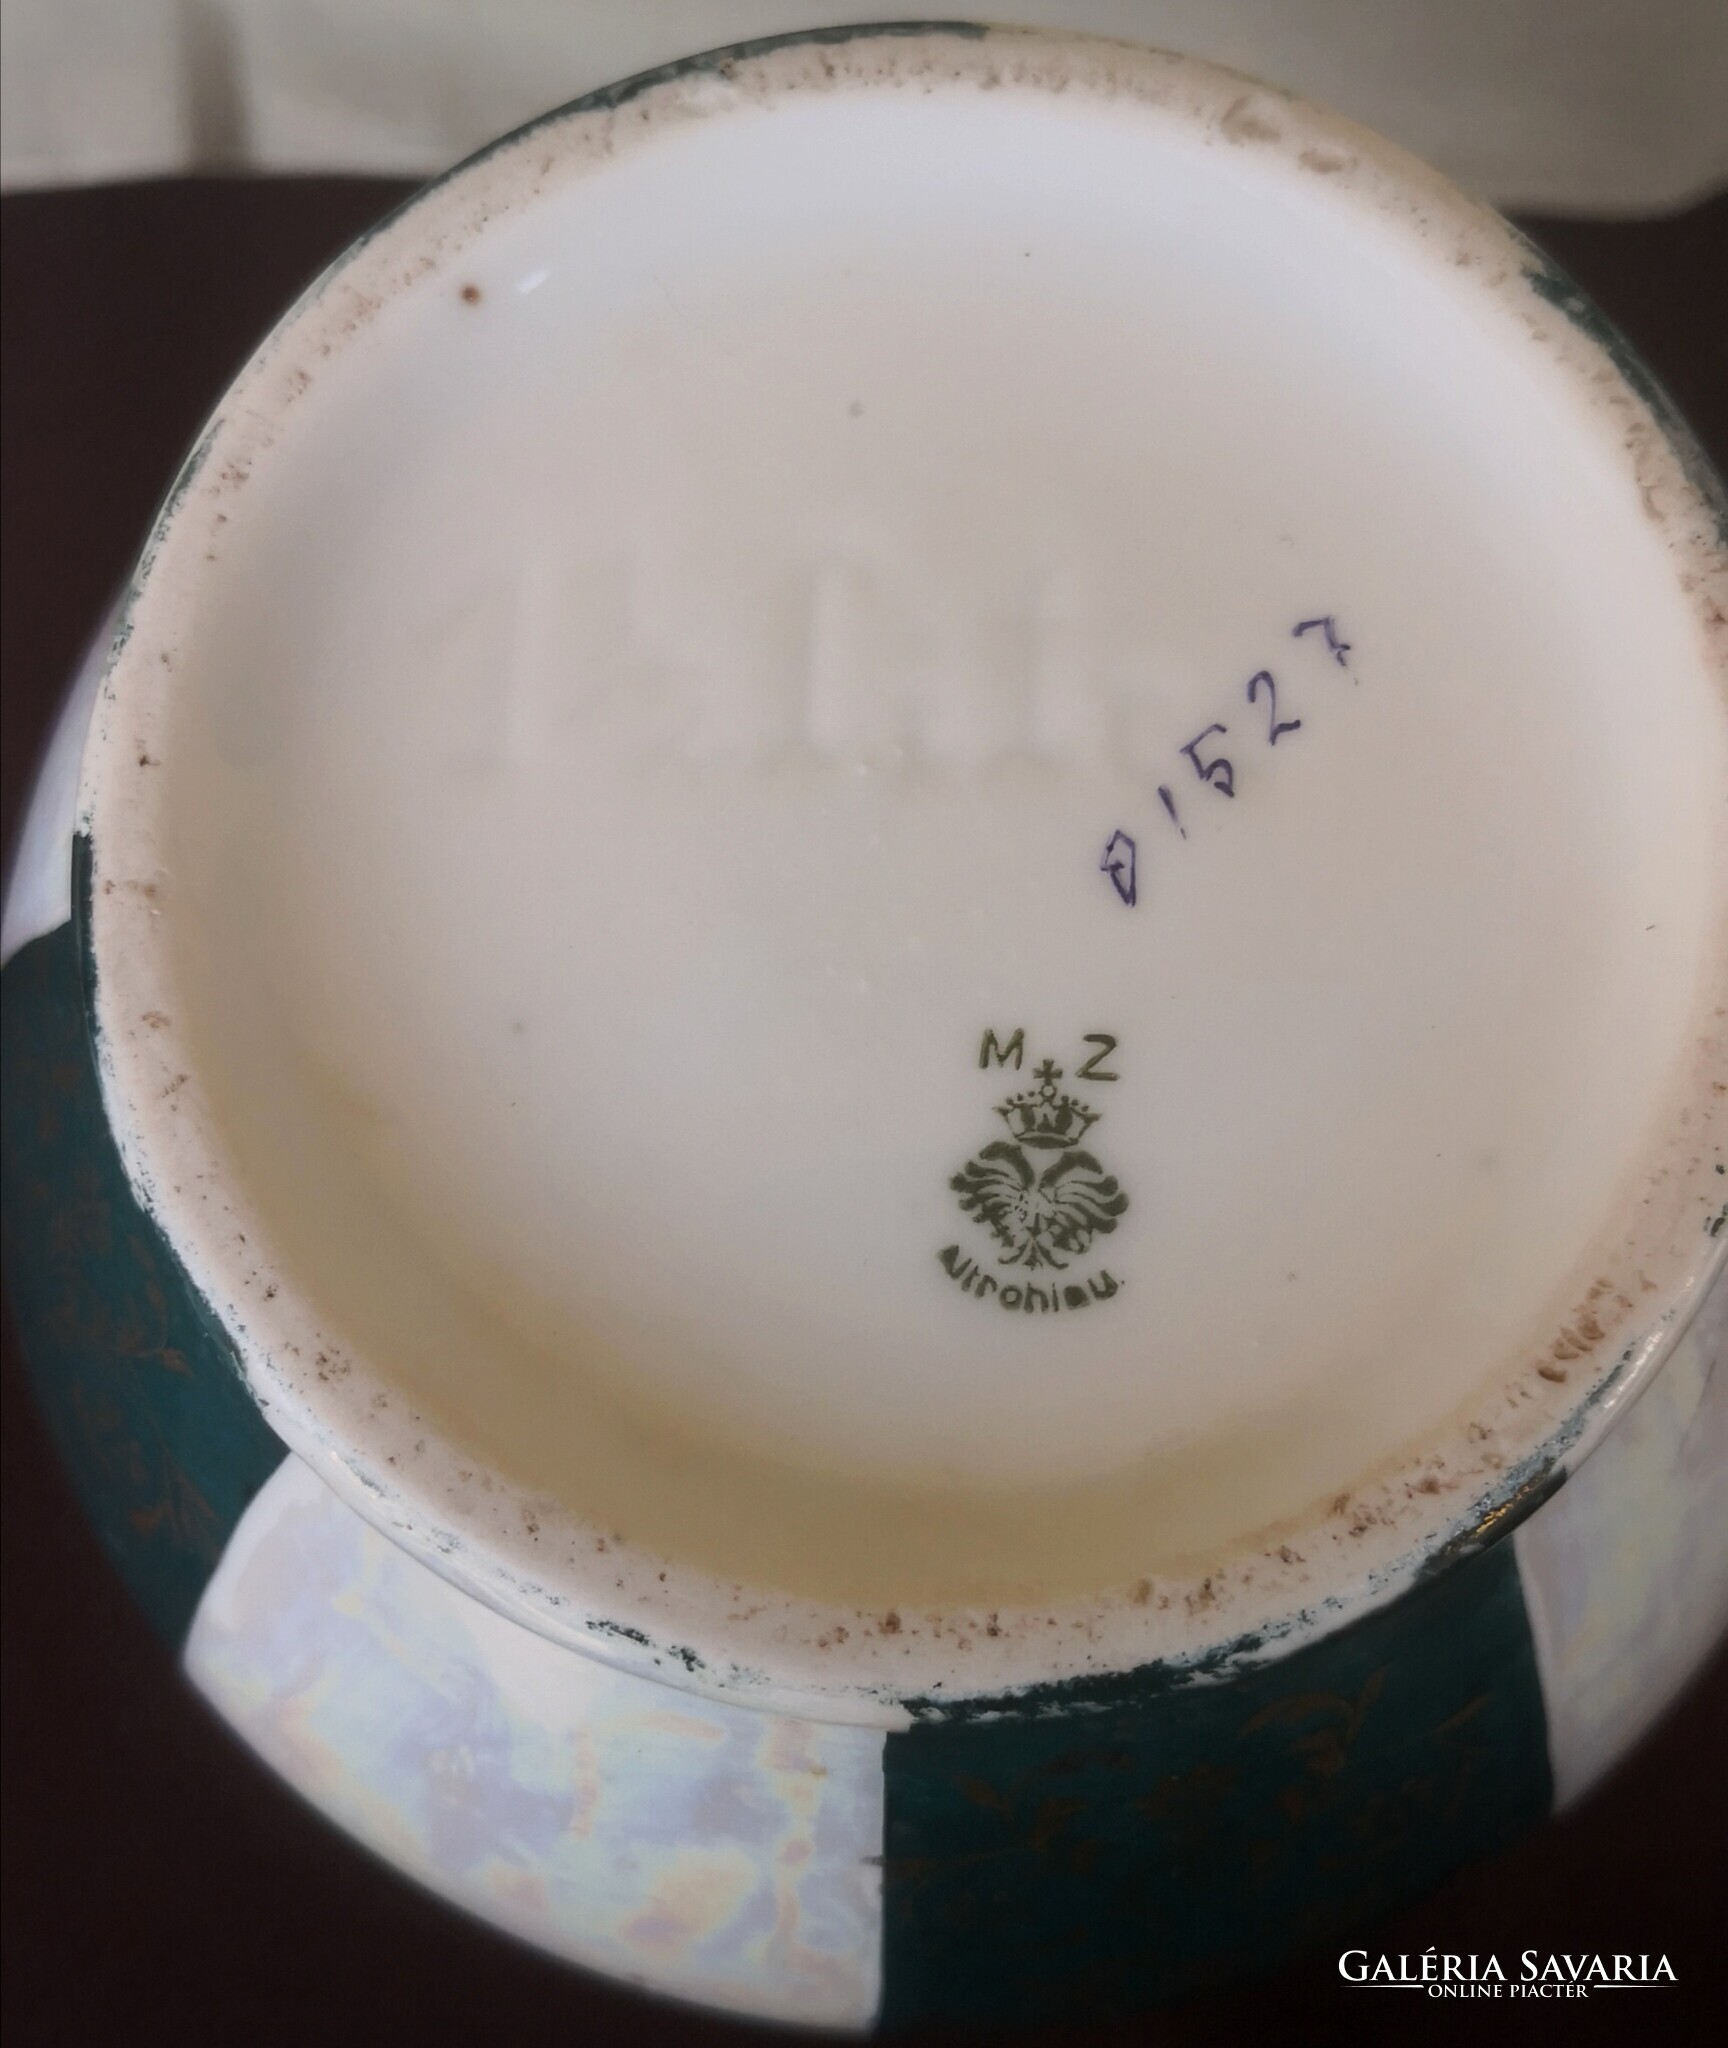 01527
M Z
Altrohlau.
GALÉRIA SAVARIA
ONLINE PIACTÉR